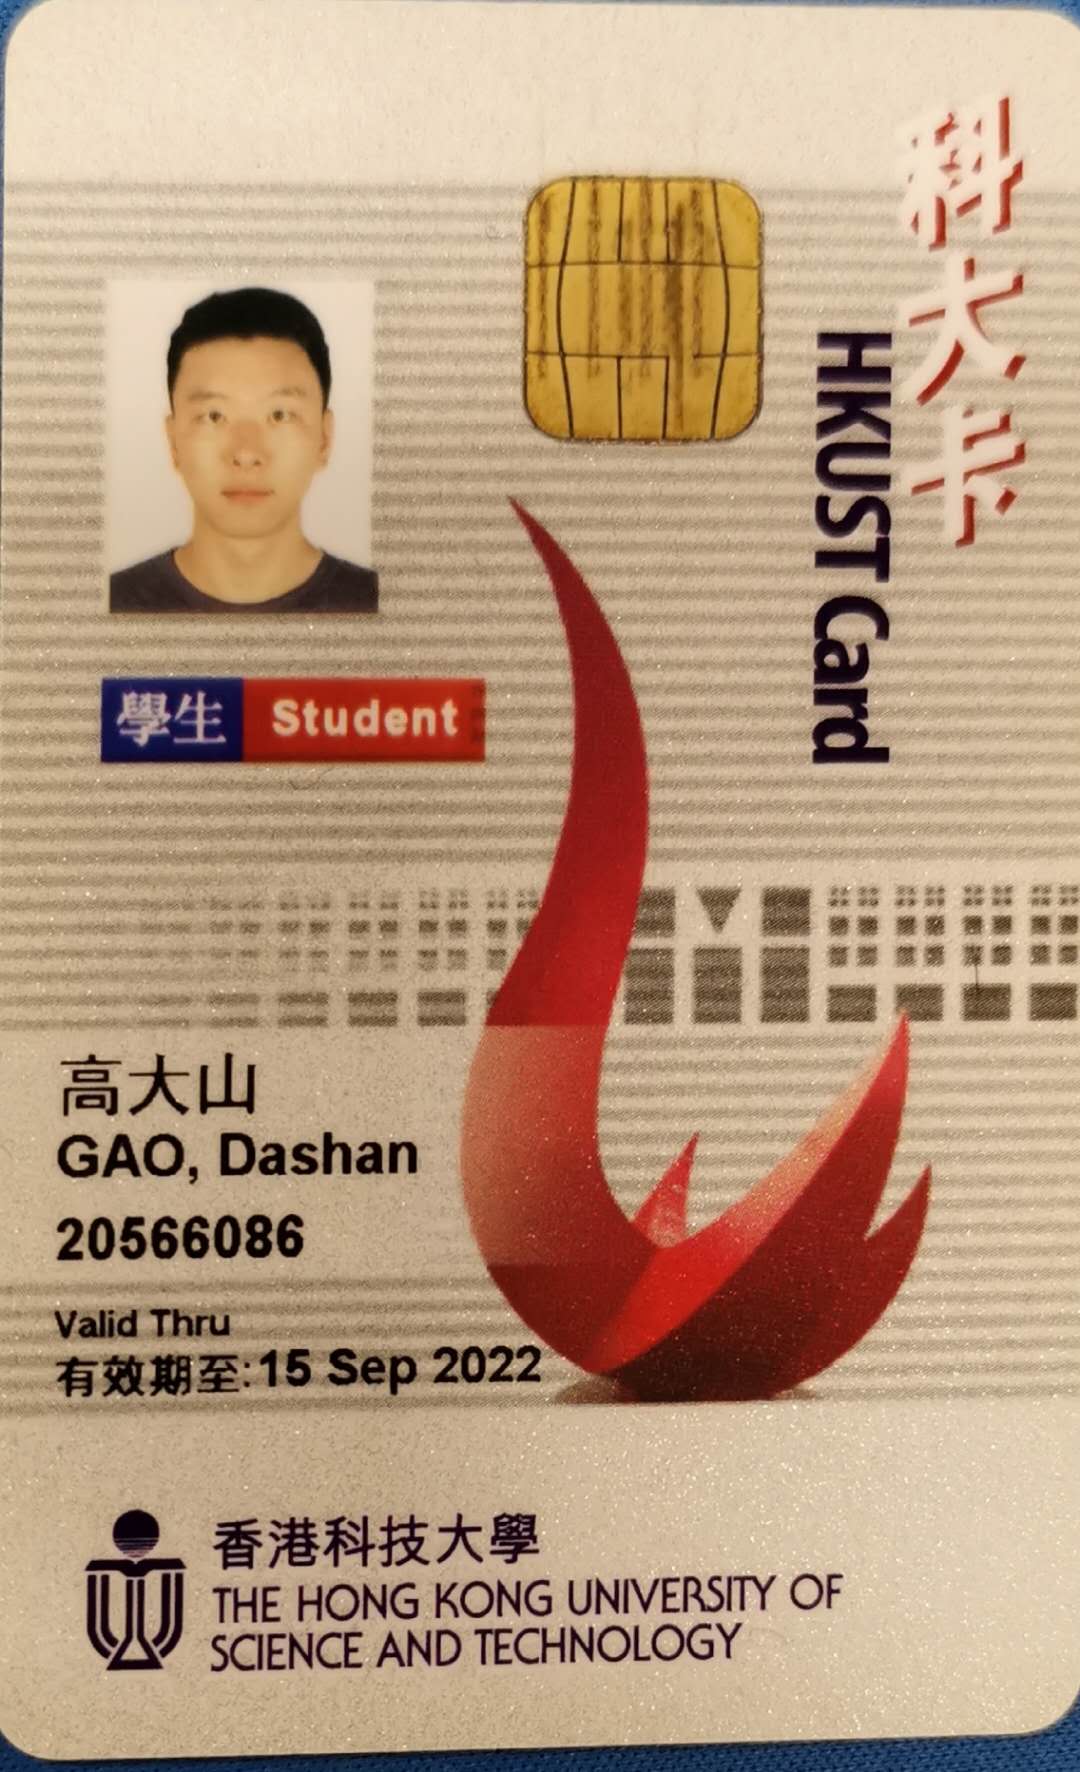 科大卡
HKUST Card
學生 Student
高大山
GAO, Dashan
20566086
Valid Thru
有效期至:15 Sep 2022
香港科技大學
THE HONG KONG UNIVERSITY OF
SCIENCE AND TECHNOLOGY